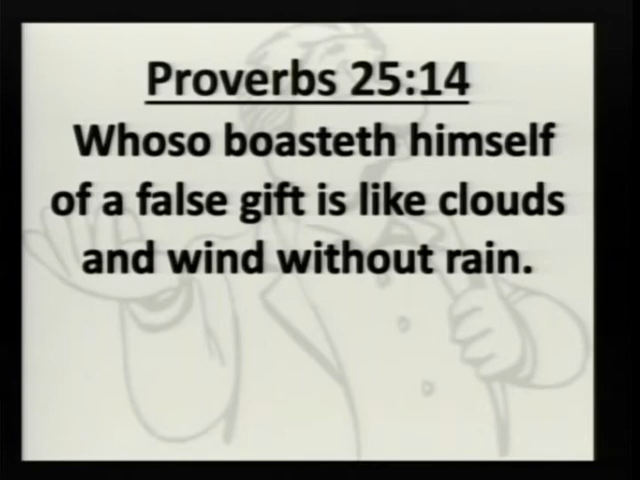 Proverbs 25:14
Whoso boasteth himself
of a false gift is like clouds
and wind without rain.